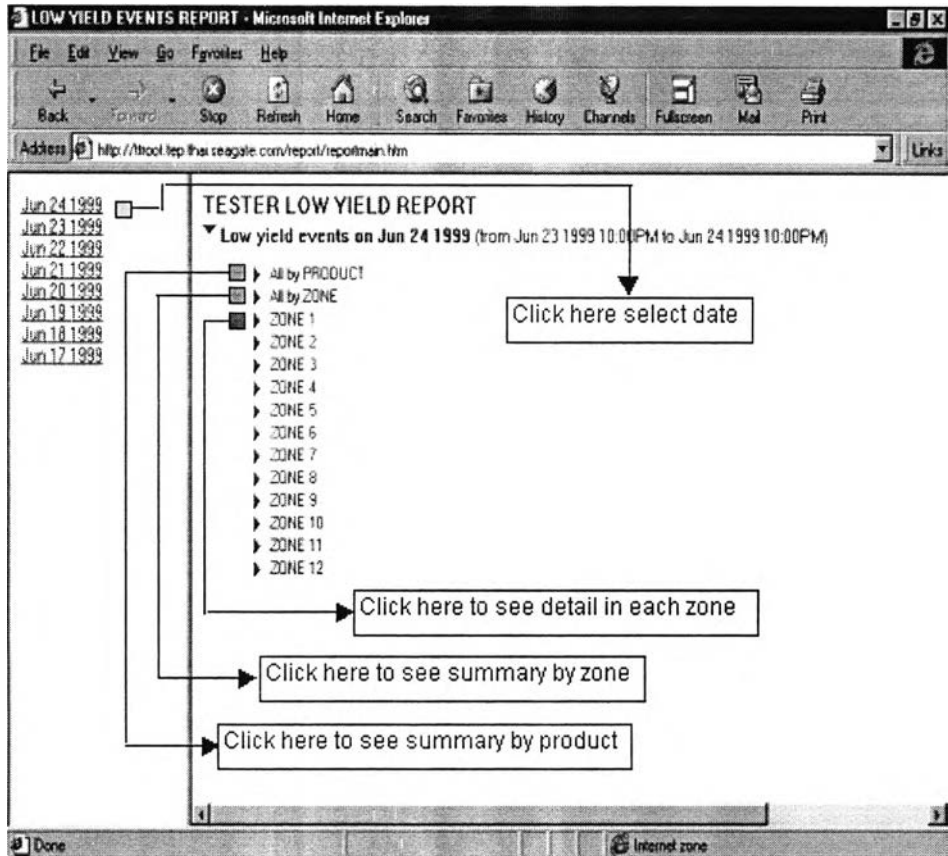 LOW YIELD EVENTS REPORT - Microsoft Internet Explorer
File Edit View Go Favorites Help
Back Forward Stop Refresh Home Search Favorites History Channels Fullscreen Mail Print
Address
Links
Jun 24 1999
Jun 23 1999
Jun 22 1999
Jun 21 1999
Jun 20 1999
Jun 19 1999
Jun 18 1999
Jun 17 1999
TESTER LOW YIELD REPORT
Low yield events on Jun 24 1999 (from Jun 23 1999 10:00PM to Jun 24 1999 10:00PM)
All by PRODUCT
All by ZONE
ZONE 1
ZONE 2
ZONE 3
ZONE 4
ZONE 5
ZONE 6
ZONE 7
ZONE 8
ZONE 9
ZONE 10
ZONE 11
ZONE 12
Click here select date
Click here to see detail in each zone
Click here to see summary by zone
Click here to see summary by product
Done
Internet zone